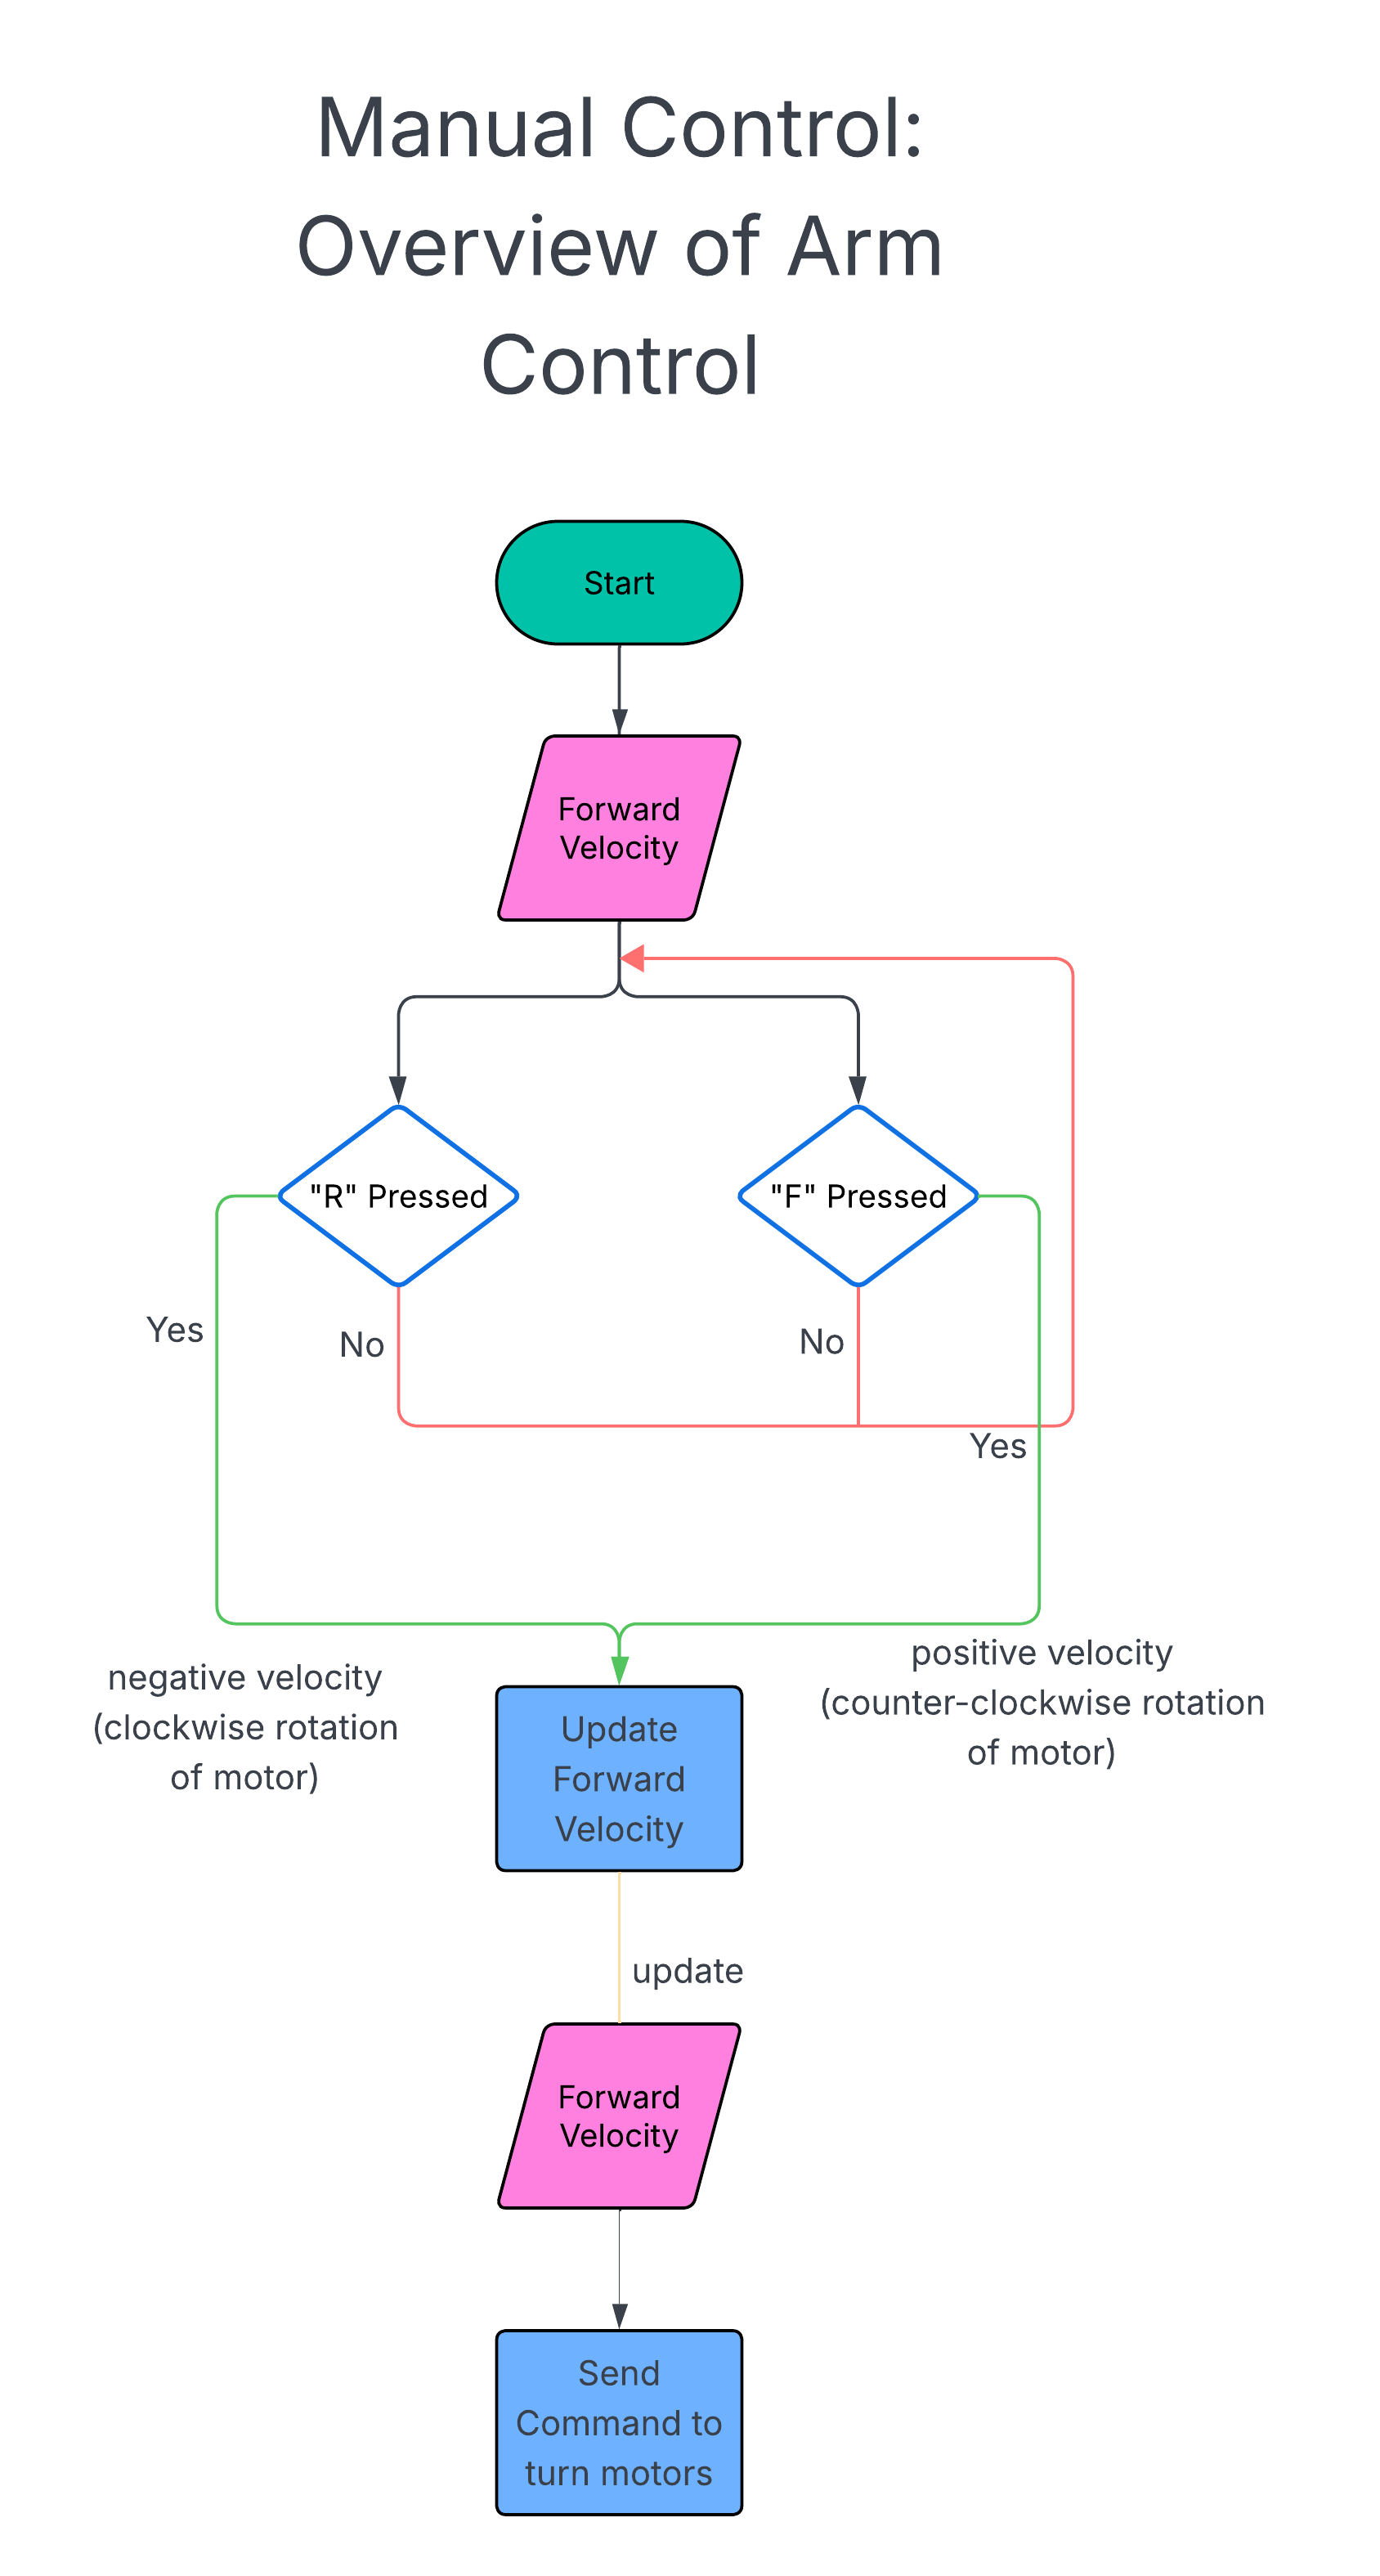 Manual Control:
Overview of Arm
Control
Start
Forward
Velocity
"R" Pressed
"F" Pressed
Yes
No
No
Yes
negative velocity
(clockwise rotation
of motor)
positive velocity
(counter-clockwise rotation
of motor)
Update
Forward
Velocity
update
Forward
Velocity
Send
Command to
turn motors